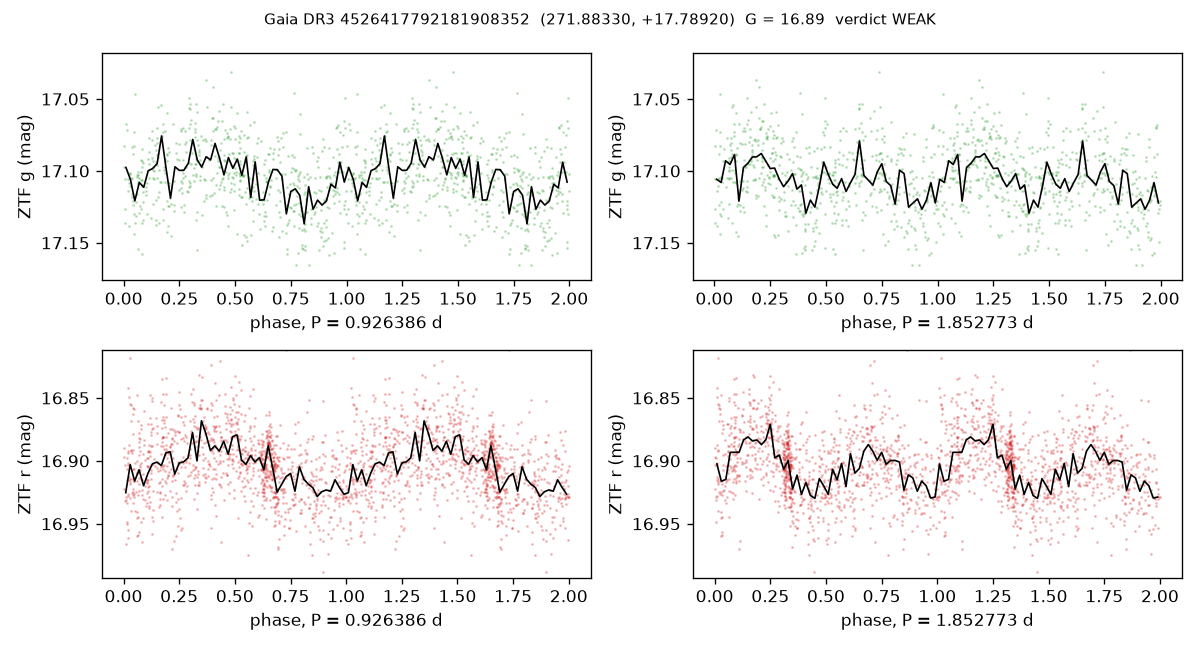 Gaia DR3 4526417792181908352 (271.88330, +17.78920) G = 16.89 verdict WEAK
ZTF g (mag)
17.05
17.10
17.15
0.00 0.25 0.50 0.75 1.00 1.25 1.50 1.75 2.00
phase, P = 0.926386 d
ZTF g (mag)
17.05
17.10
17.15
0.00 0.25 0.50 0.75 1.00 1.25 1.50 1.75 2.00
phase, P = 1.852773 d
ZTF r (mag)
16.85
16.90
16.95
0.00 0.25 0.50 0.75 1.00 1.25 1.50 1.75 2.00
phase, P = 0.926386 d
ZTF r (mag)
16.85
16.90
16.95
0.00 0.25 0.50 0.75 1.00 1.25 1.50 1.75 2.00
phase, P = 1.852773 d